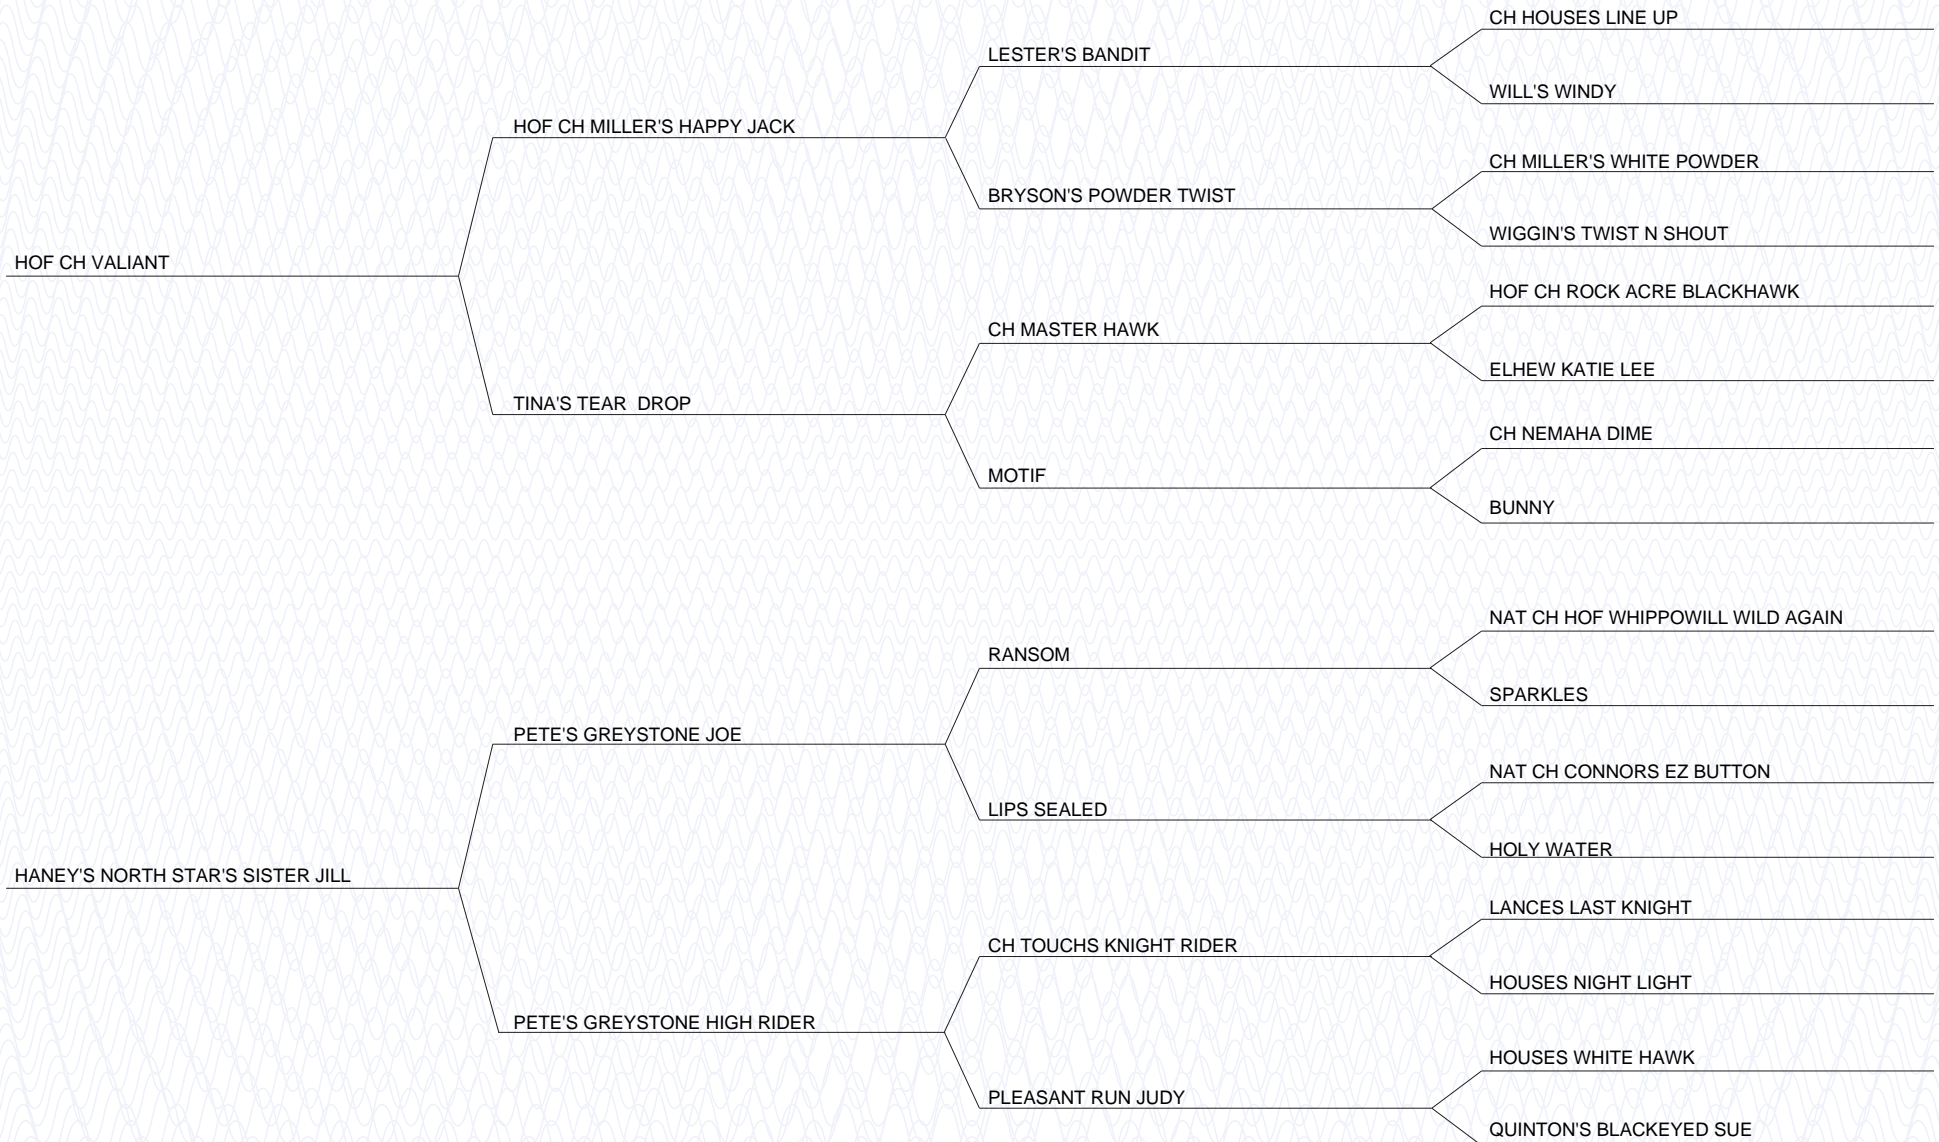 CH HOUSES LINE UP
LESTER'S BANDIT
WILL'S WINDY
HOF CH MILLER'S HAPPY JACK
CH MILLER'S WHITE POWDER
BRYSON'S POWDER TWIST
WIGGIN'S TWIST N SHOUT
HOF CH VALIANT
HOF CH ROCK ACRE BLACKHAWK
CH MASTER HAWK
ELHEW KATIE LEE
TINA'S TEAR  DROP
CH NEMAHA DIME
MOTIF
BUNNY
NAT CH HOF WHIPPOWILL WILD AGAIN
RANSOM
SPARKLES
PETE'S GREYSTONE JOE
NAT CH CONNORS EZ BUTTON
LIPS SEALED
HOLY WATER
HANEY'S NORTH STAR'S SISTER JILL
LANCES LAST KNIGHT
CH TOUCHS KNIGHT RIDER
HOUSES NIGHT LIGHT
PETE'S GREYSTONE HIGH RIDER
HOUSES WHITE HAWK
PLEASANT RUN JUDY
QUINTON'S BLACKEYED SUE